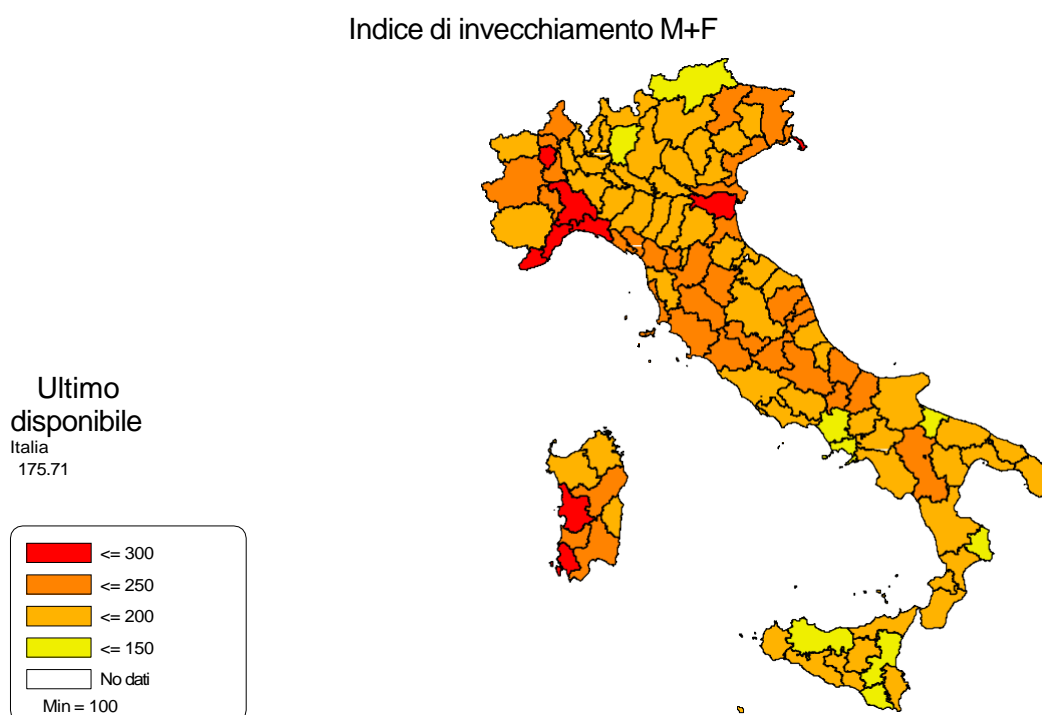 Indice di invecchiamento M+F
Ultimo
disponibile
Italia
175.71
<= 300
<= 250
<= 200
<= 150
No dati
Min = 100